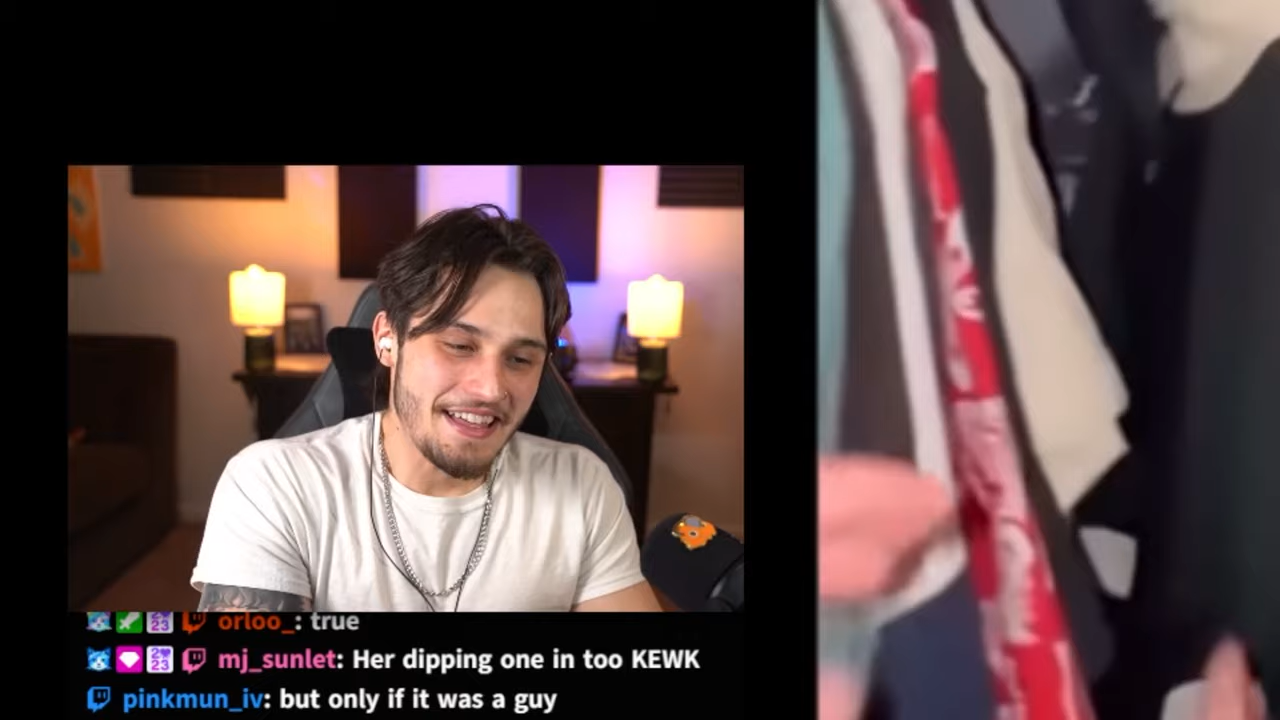 orloo_: true
mj_sunlet: Her dipping one in too KEWK
pinkmun_iv: but only if it was a guy